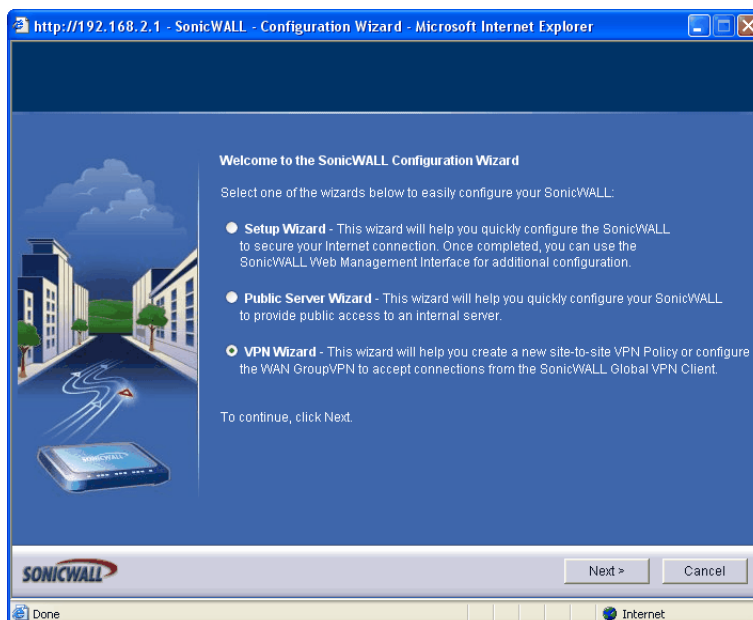 http://192.168.2.1 - SonicWALL - Configuration Wizard - Microsoft Internet Explorer
Welcome to the SonicWALL Configuration Wizard
Select one of the wizards below to easily configure your SonicWALL:
Setup Wizard - This wizard will help you quickly configure the SonicWALL
to secure your Internet connection. Once completed, you can use the
SonicWALL Web Management Interface for additional configuration.
Public Server Wizard - This wizard will help you quickly configure your SonicWALL
to provide public access to an internal server.
VPN Wizard - This wizard will help you create a new site-to-site VPN Policy or configure
the WAN GroupVPN to accept connections from the SonicWALL Global VPN Client.
To continue, click Next.
SONICWALL
SONICWALL
Next >
Cancel
Done
Internet